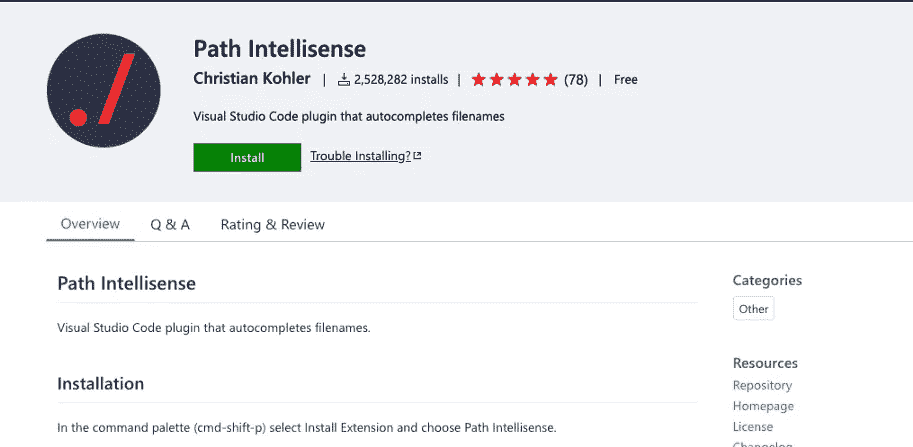 Path Intellisense
Christian Kohler | 2,528,282 installs | (78) | Free
Visual Studio Code plugin that autocompletes filenames
Install Trouble Installing?
Overview Q & A Rating & Review
Path Intellisense
Categories
Visual Studio Code plugin that autocompletes filenames.
Other
Installation
Resources
Repository
Homepage
In the command palette (cmd-shift-p) select Install Extension and choose Path Intellisense.
License
Changelog